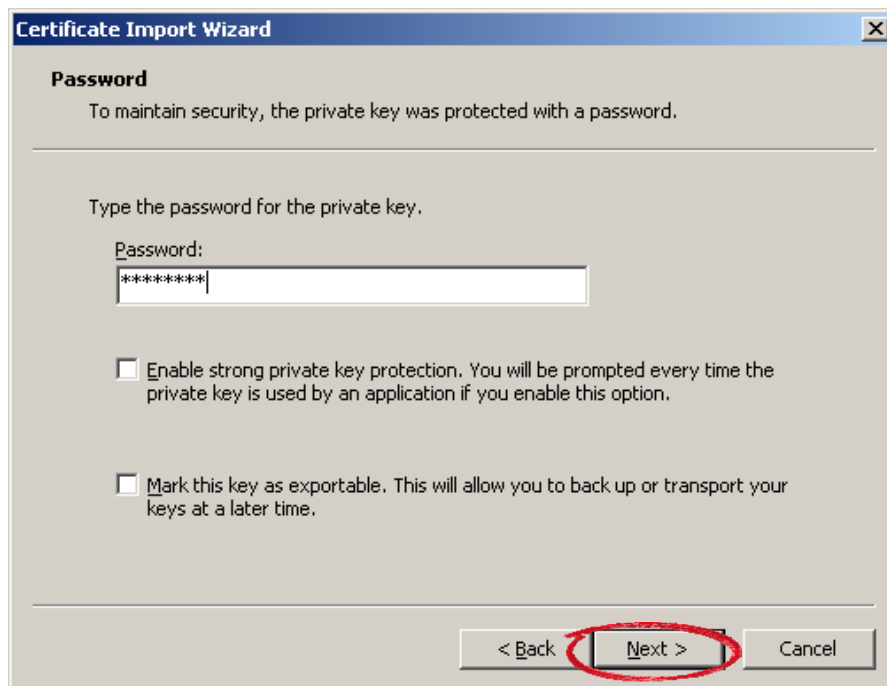 Certificate Import Wizard
Password
To maintain security, the private key was protected with a password.
Type the password for the private key.
Password:
********
Enable strong private key protection. You will be prompted every time the
private key is used by an application if you enable this option.
Mark this key as exportable. This will allow you to back up or transport your
keys at a later time.
< Back Next > Cancel